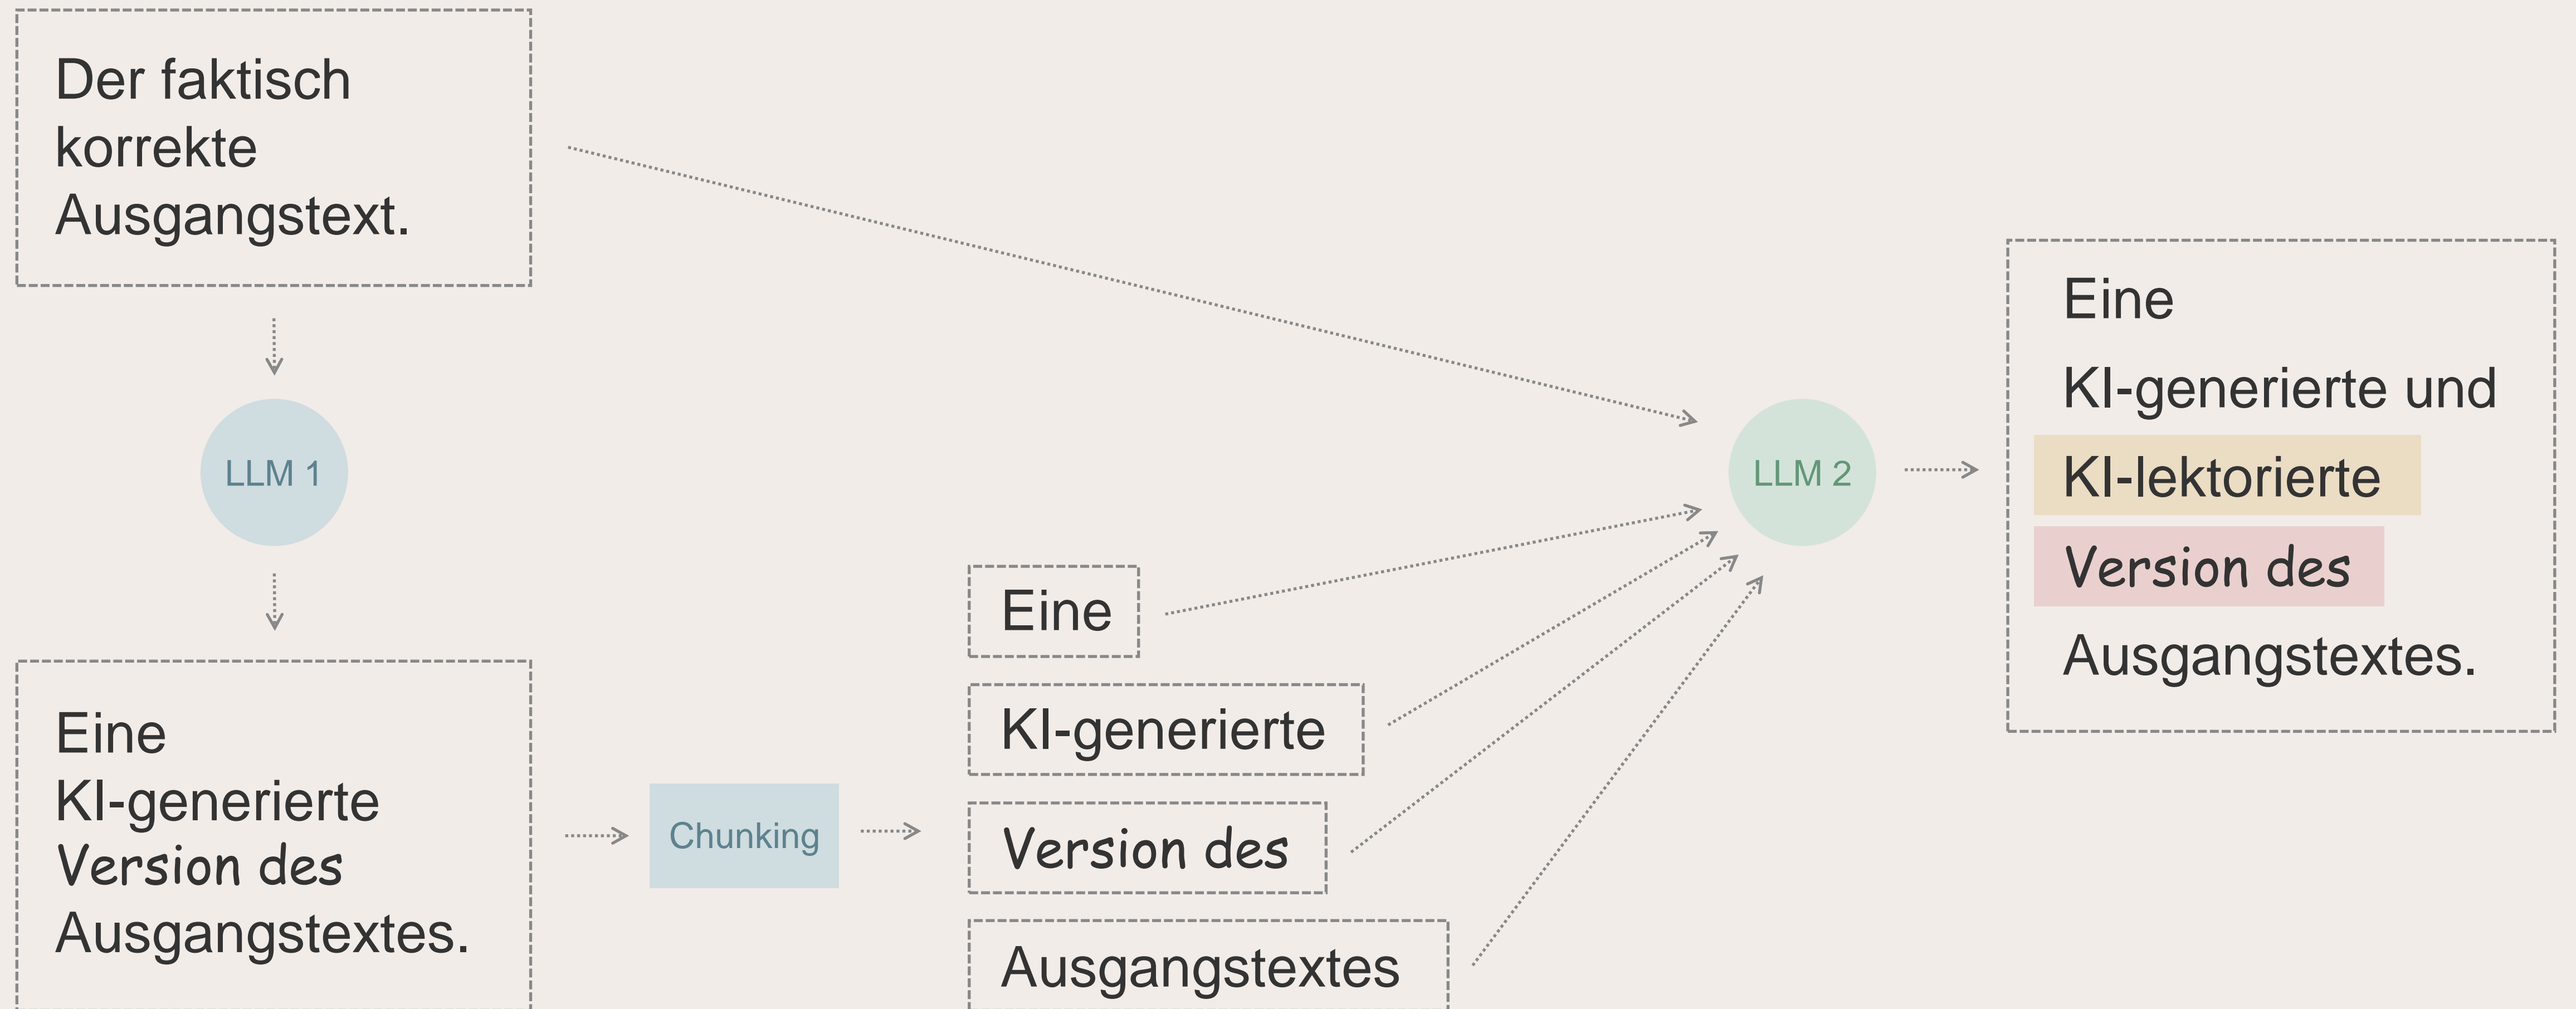 Der faktisch
korrekte
Ausgangstext.
LLM 1
Eine
KI-generierte
Version des
Ausgangstextes.
Chunking
Eine
KI-generierte
Version des
Ausgangstextes
LLM 2
Eine
KI-generierte und
KI-lektorierte
Version des
Ausgangstextes.